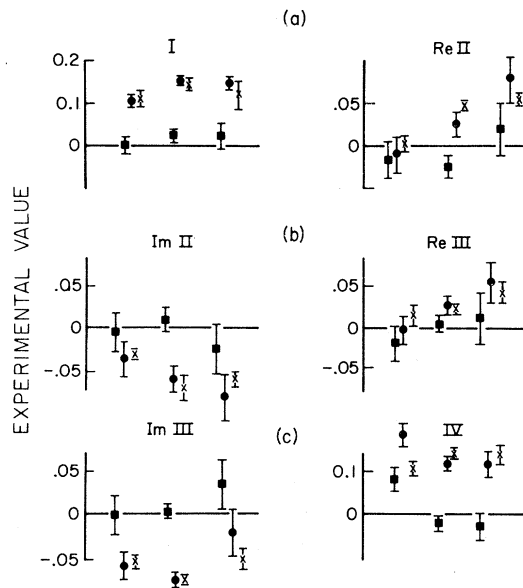 (a)
I
Re II
0.2
0.1
0
.05
0
EXPERIMENTAL VALUE
(b)
Im II
Re III
.05
0
-.05
.05
0
-.05
(c)
Im III
IV
.05
0
-.05
0.1
0